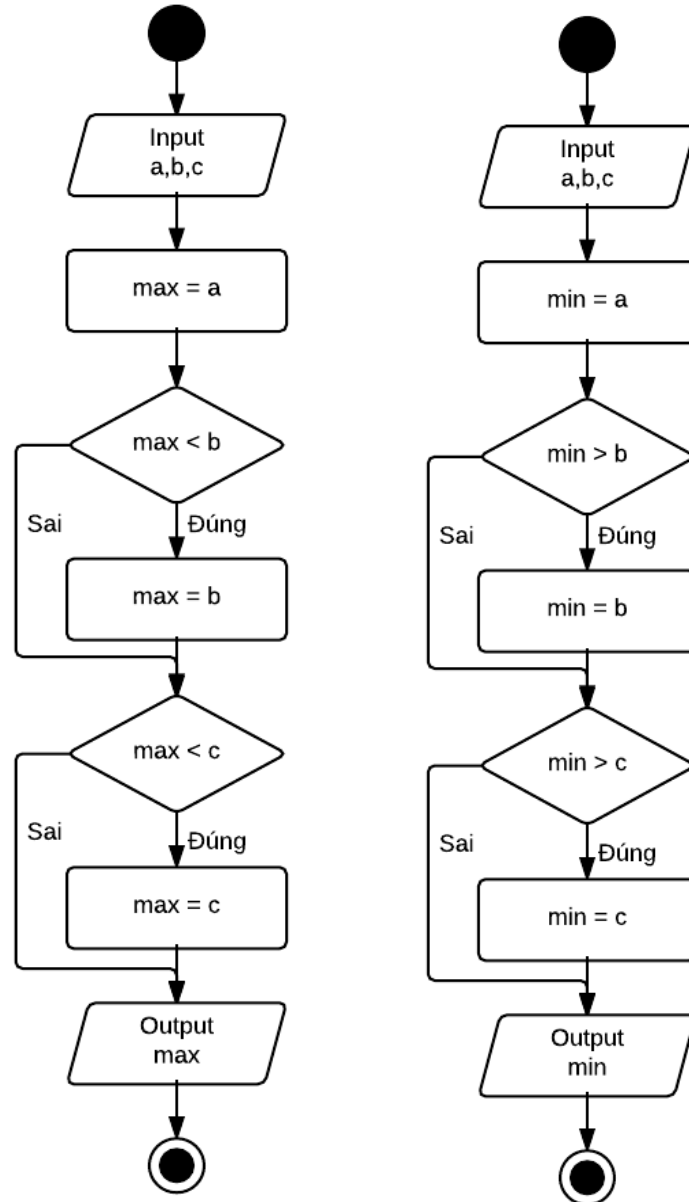 Input
a,b,c
max = a
max < b
Sai
Đúng
max = b
max < c
Sai
Đúng
max = c
Output
max
Input
a,b,c
min = a
min > b
Sai
Đúng
min = b
min > c
Sai
Đúng
min = c
Output
min